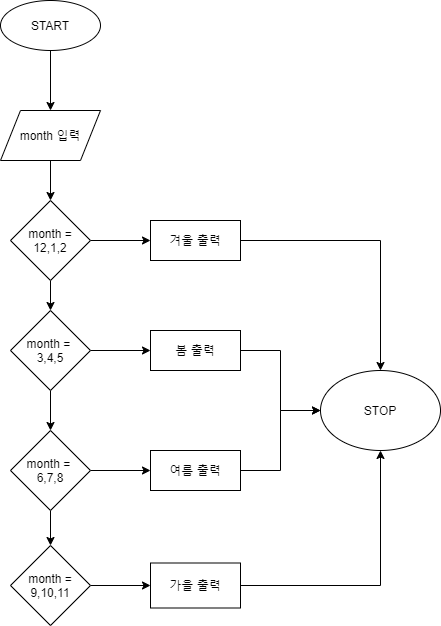 START
month 입력
month =
12,1,2
겨울 출력
month =
3,4,5
봄 출력
STOP
month =
6,7,8
여름 출력
month =
9,10,11
가을 출력